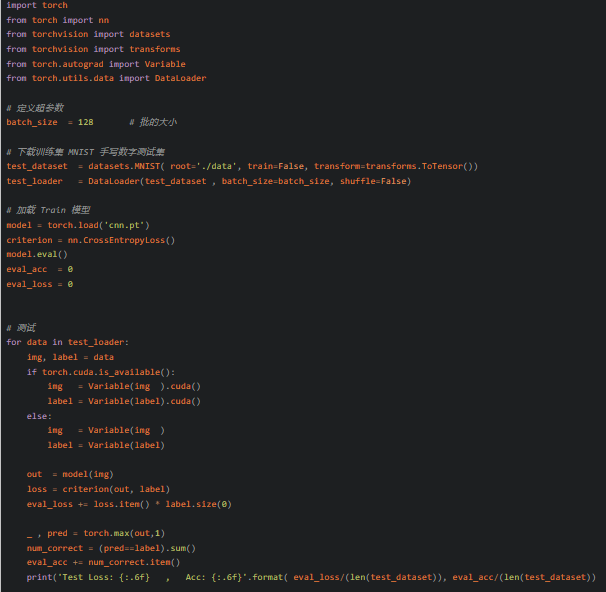 import torch
from torch import nn
from torchvision import datasets
from torchvision import transforms
from torch.autograd import Variable
from torch.utils.data import DataLoader

# 定义超参数
batch_size  = 128       # 批的大小

# 下载训练集 MNIST 手写数字测试集
test_dataset  = datasets.MNIST( root='./data', train=False, transform=transforms.ToTensor())
test_loader   = DataLoader(test_dataset , batch_size=batch_size, shuffle=False)

# 加载 Train 模型
model = torch.load('cnn.pt')
criterion = nn.CrossEntropyLoss()
model.eval()
eval_acc  = 0
eval_loss = 0


# 测试
for data in test_loader:
    img, label = data
    if torch.cuda.is_available():
        img   = Variable(img  ).cuda()
        label = Variable(label).cuda()
    else:
        img   = Variable(img  )
        label = Variable(label)

    out  = model(img)
    loss = criterion(out, label)
    eval_loss += loss.item() * label.size(0)

    _ , pred = torch.max(out,1)
    num_correct = (pred==label).sum()
    eval_acc += num_correct.item()
    print('Test Loss: {:.6f}   ,   Acc: {:.6f}'.format( eval_loss/(len(test_dataset)), eval_acc/(len(test_dataset))